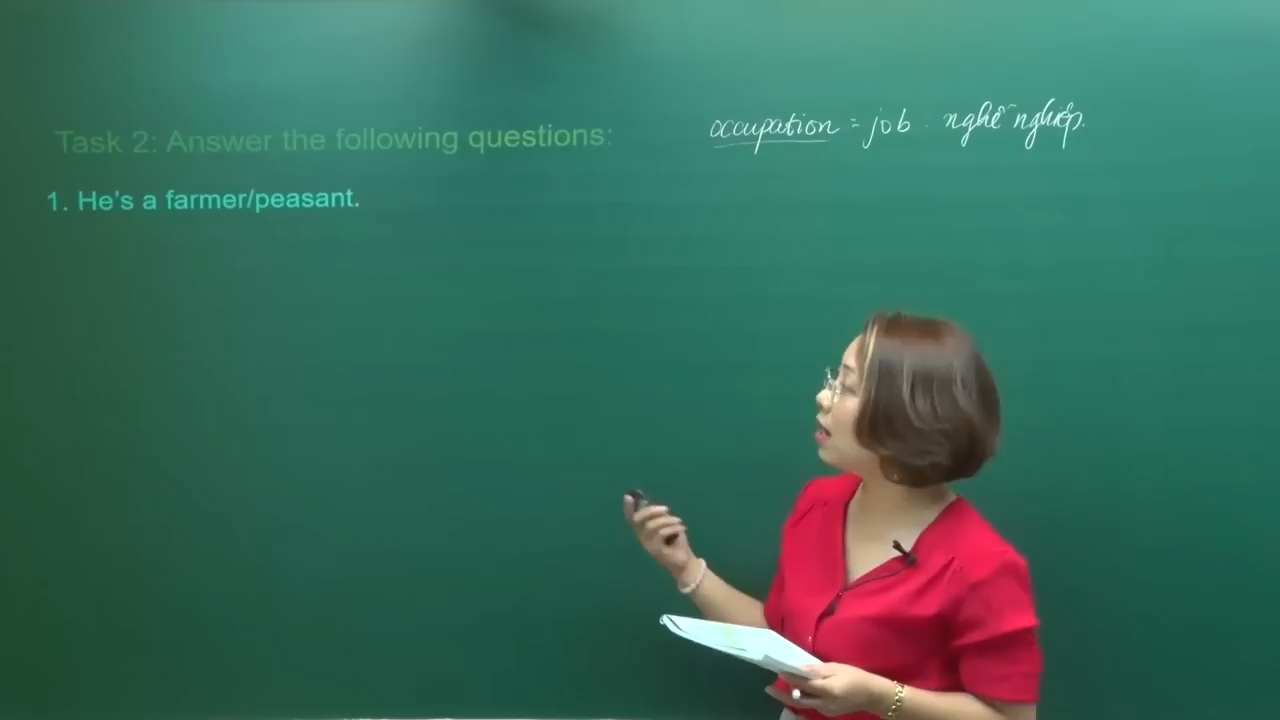 Task 2: Answer the following questions:
occupation = job . nghề nghiệp.
1. He's a farmer/peasant.